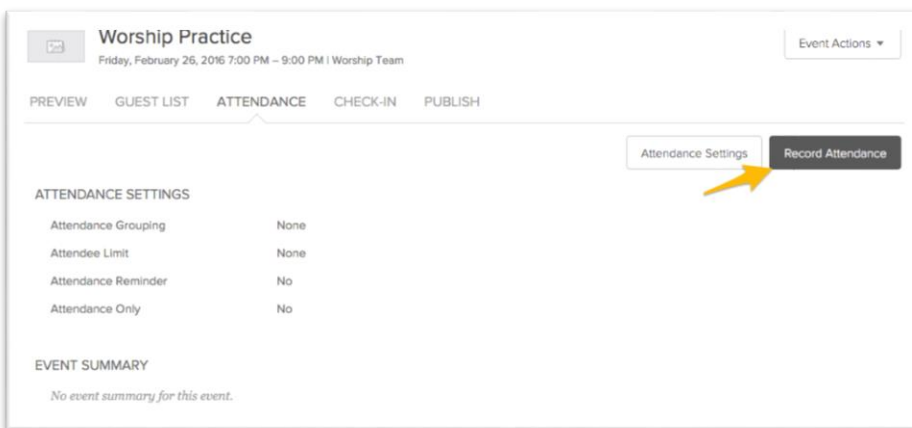 Worship Practice
Event Actions
Friday, February 26, 2016 7:00 PM – 9:00 PM | Worship Team
PREVIEW GUEST LIST ATTENDANCE CHECK-IN PUBLISH
Attendance Settings Record Attendance
ATTENDANCE SETTINGS
Attendance Grouping None
Attendee Limit None
Attendance Reminder No
Attendance Only No
EVENT SUMMARY
No event summary for this event.